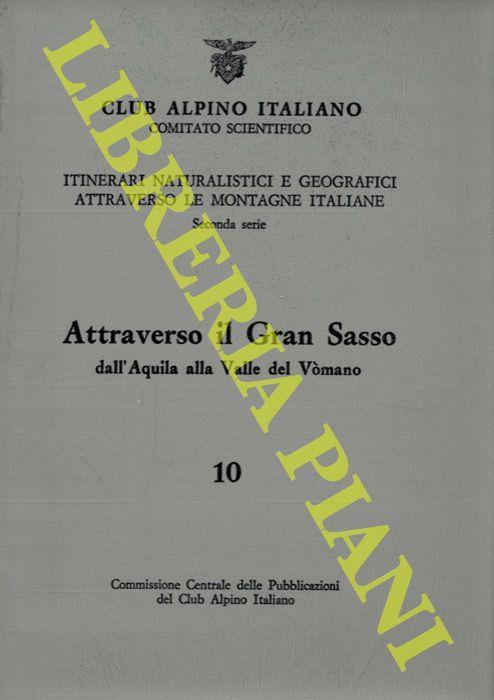 CLUB ALPINO ITALIANO
COMITATO SCIENTIFICO
ITINERARI NATURALISTICI E GEOGRAFICI
ATTRAVERSO LE MONTAGNE ITALIANE
Seconda serie
Attraverso il Gran Sasso
dall'Aquila alla Valle del Vòmano
10
Commissione Centrale delle Pubblicazioni
del Club Alpino Italiano
LIBRERIA PIANI